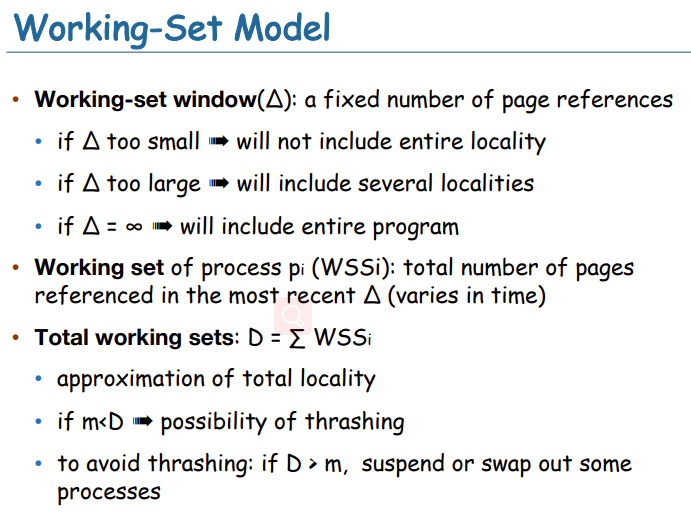 Working-Set Model
• Working-set window(Δ): a fixed number of page references
• if Δ too small ➠ will not include entire locality
• if Δ too large ➠ will include several localities
• if Δ = ∞ ➠ will include entire program
• Working set of process pi (WSSi): total number of pages
referenced in the most recent Δ (varies in time)
• Total working sets: D = ∑ WSSi
• approximation of total locality
• if m<D ➠ possibility of thrashing
• to avoid thrashing: if D > m, suspend or swap out some
processes